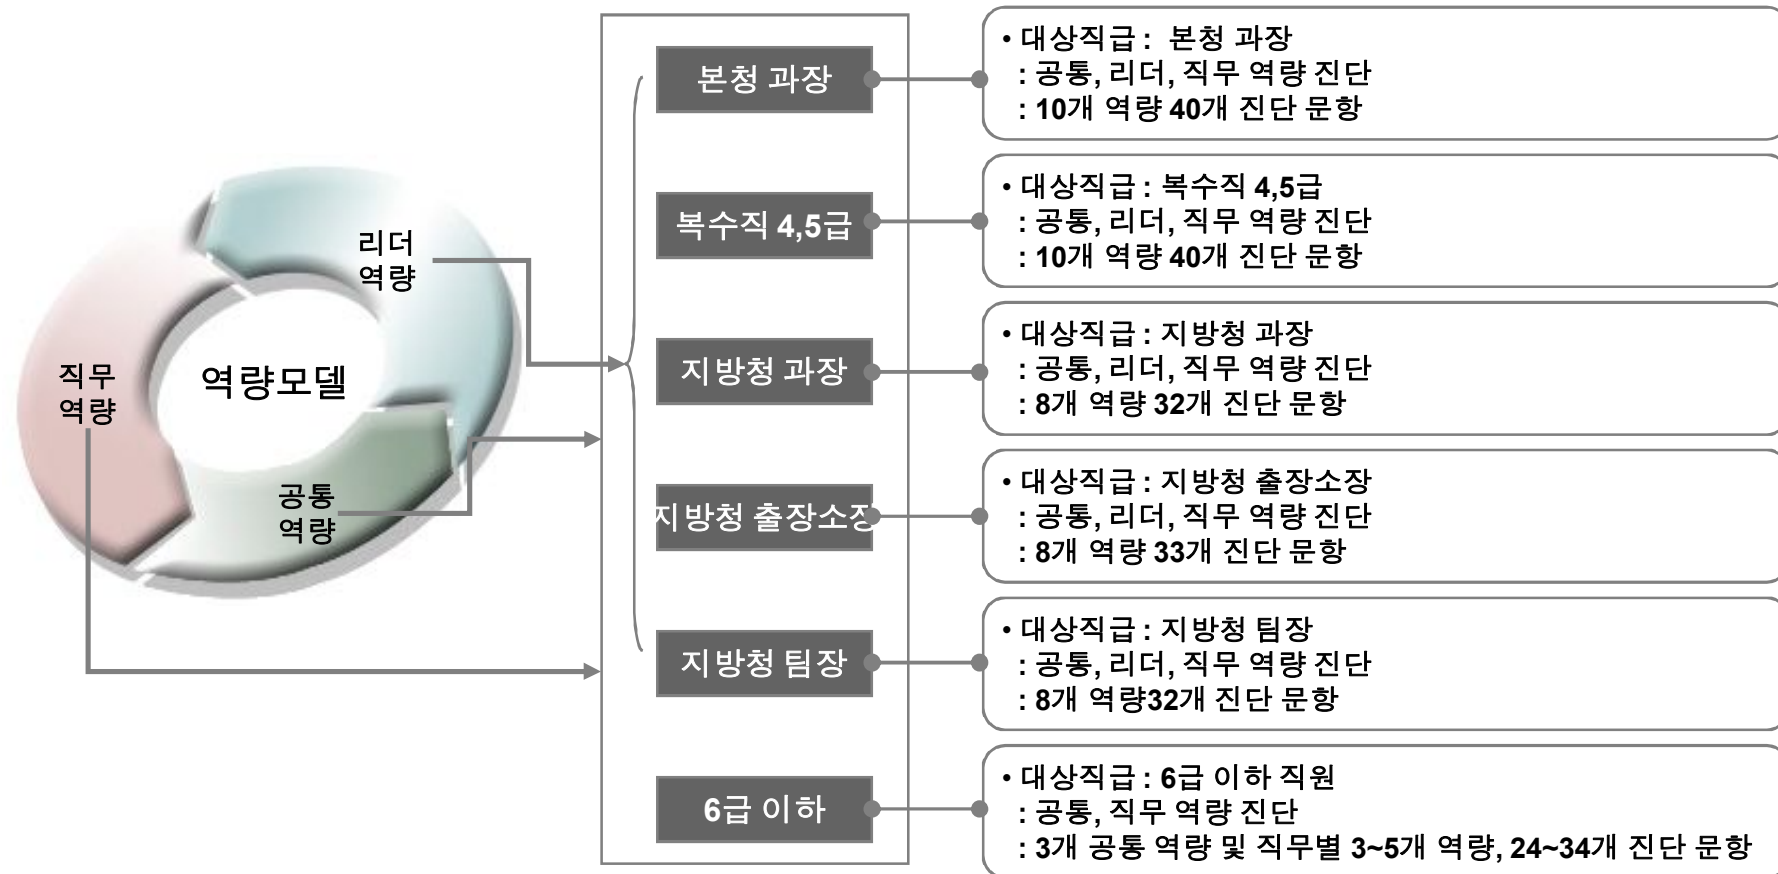 리더
역량
직무
역량
역량모델
공통
역량
본청 과장
복수직 4,5급
지방청 과장
지방청 출장소장
지방청 팀장
6급 이하
• 대상직급 : 본청 과장
: 공통, 리더, 직무 역량 진단
: 10개 역량 40개 진단 문항
• 대상직급 : 복수직 4,5급
: 공통, 리더, 직무 역량 진단
: 10개 역량 40개 진단 문항
• 대상직급 : 지방청 과장
: 공통, 리더, 직무 역량 진단
: 8개 역량 32개 진단 문항
• 대상직급 : 지방청 출장소장
: 공통, 리더, 직무 역량 진단
: 8개 역량 33개 진단 문항
• 대상직급 : 지방청 팀장
: 공통, 리더, 직무 역량 진단
: 8개 역량32개 진단 문항
• 대상직급 : 6급 이하 직원
: 공통, 직무 역량 진단
: 3개 공통 역량 및 직무별 3~5개 역량, 24~34개 진단 문항